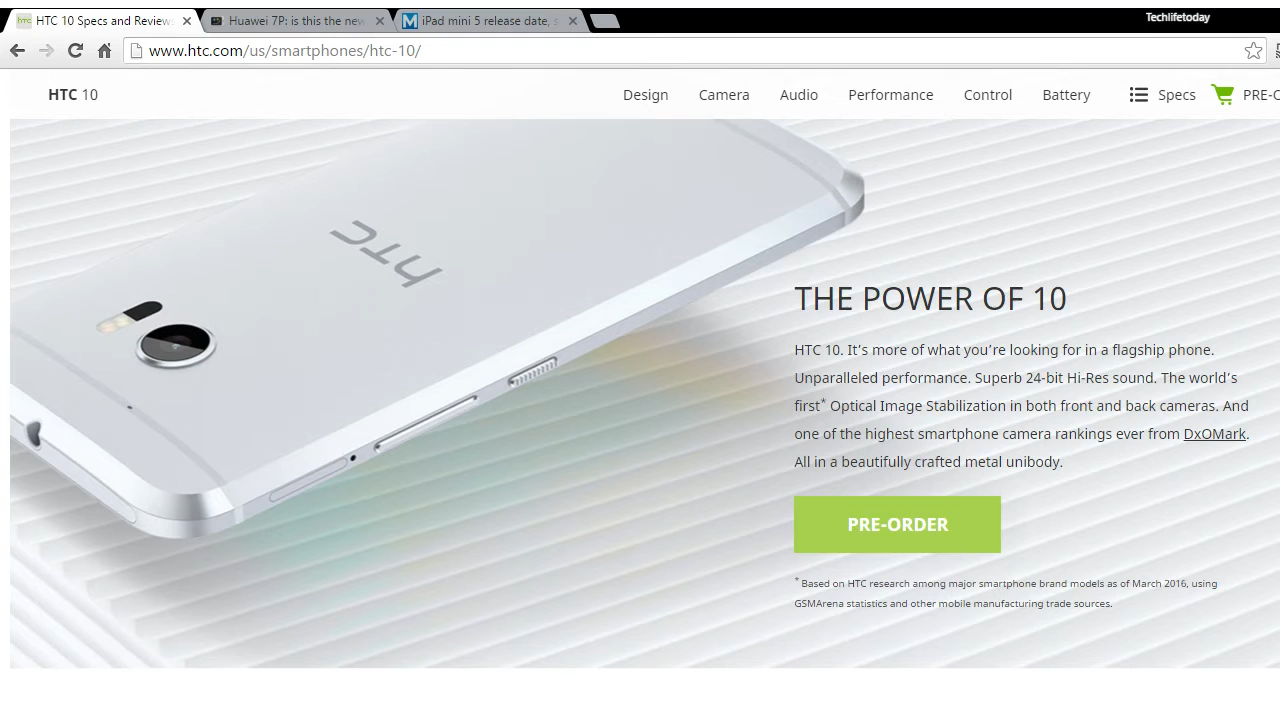 HTC 10 Specs and Reviews
Huawei 7P: is this the new
iPad mini 5 release date, s
Techlifetoday
www.htc.com/us/smartphones/htc-10/
HTC 10
Design
Camera
Audio
Performance
Control
Battery
Specs
PRE-O
htc
THE POWER OF 10
HTC 10. It's more of what you're looking for in a flagship phone.
Unparalleled performance. Superb 24-bit Hi-Res sound. The world's
first* Optical Image Stabilization in both front and back cameras. And
one of the highest smartphone camera rankings ever from DxOMark.
All in a beautifully crafted metal unibody.
PRE-ORDER
* Based on HTC research among major smartphone brand models as of March 2016, using
GSMArena statistics and other mobile manufacturing trade sources.